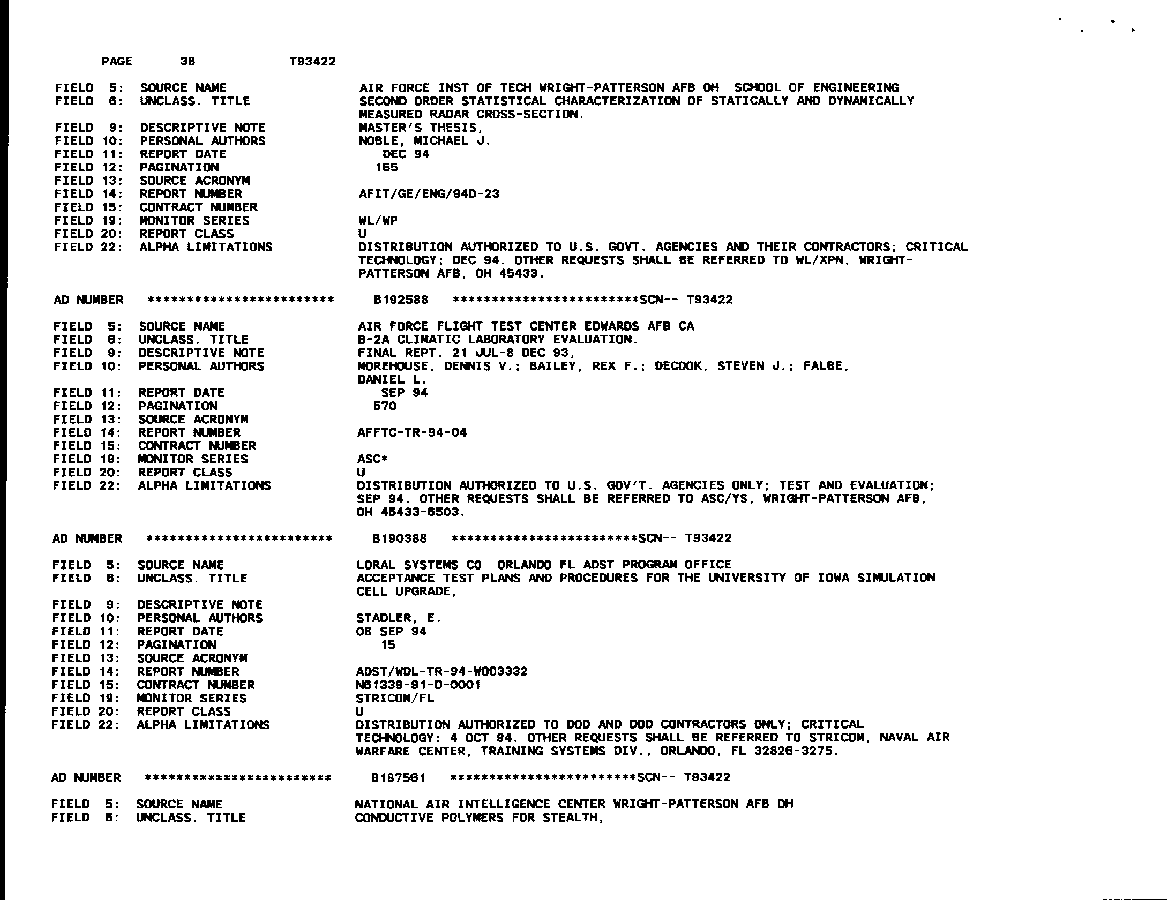 PAGE 38 T93422
FIELD 5: SOURCE NAME AIR FORCE INST OF TECH WRIGHT-PATTERSON AFB OH SCHOOL OF ENGINEERING
FIELD 6: UNCLASS. TITLE SECOND ORDER STATISTICAL CHARACTERIZATION OF STATICALLY AND DYNAMICALLY
MEASURED RADAR CROSS-SECTION.
FIELD 9: DESCRIPTIVE NOTE MASTER'S THESIS,
FIELD 10: PERSONAL AUTHORS NOBLE, MICHAEL J.
FIELD 11: REPORT DATE DEC 94
FIELD 12: PAGINATION 165
FIELD 13: SOURCE ACRONYM
FIELD 14: REPORT NUMBER AFIT/GE/ENG/94D-23
FIELD 15: CONTRACT NUMBER
FIELD 19: MONITOR SERIES WL/WP
FIELD 20: REPORT CLASS U
FIELD 22: ALPHA LIMITATIONS DISTRIBUTION AUTHORIZED TO U.S. GOVT. AGENCIES AND THEIR CONTRACTORS; CRITICAL
TECHNOLOGY; DEC 94. OTHER REQUESTS SHALL BE REFERRED TO WL/XPN, WRIGHT-
PATTERSON AFB, OH 45433.
AD NUMBER ************************ B192588 ************************SCN-- T93422
FIELD 5: SOURCE NAME AIR FORCE FLIGHT TEST CENTER EDWARDS AFB CA
FIELD 6: UNCLASS. TITLE B-2A CLIMATIC LABORATORY EVALUATION.
FIELD 9: DESCRIPTIVE NOTE FINAL REPT. 21 JUL-8 DEC 93,
FIELD 10: PERSONAL AUTHORS MOREHOUSE, DENNIS V.; BAILEY, REX F.; DECOOK, STEVEN J.; FALBE,
DANIEL L.
FIELD 11: REPORT DATE SEP 94
FIELD 12: PAGINATION 670
FIELD 13: SOURCE ACRONYM
FIELD 14: REPORT NUMBER AFFTC-TR-94-04
FIELD 15: CONTRACT NUMBER
FIELD 19: MONITOR SERIES ASC*
FIELD 20: REPORT CLASS U
FIELD 22: ALPHA LIMITATIONS DISTRIBUTION AUTHORIZED TO U.S. GOV'T. AGENCIES ONLY; TEST AND EVALUATION;
SEP 94. OTHER REQUESTS SHALL BE REFERRED TO ASC/YS, WRIGHT-PATTERSON AFB,
OH 45433-6503.
AD NUMBER ************************ B190388 ************************SCN-- T93422
FIELD 5: SOURCE NAME LORAL SYSTEMS CO ORLANDO FL ADST PROGRAM OFFICE
FIELD 6: UNCLASS. TITLE ACCEPTANCE TEST PLANS AND PROCEDURES FOR THE UNIVERSITY OF IOWA SIMULATION
CELL UPGRADE,
FIELD 9: DESCRIPTIVE NOTE
FIELD 10: PERSONAL AUTHORS STADLER, E.
FIELD 11: REPORT DATE 08 SEP 94
FIELD 12: PAGINATION 15
FIELD 13: SOURCE ACRONYM
FIELD 14: REPORT NUMBER ADST/WDL-TR-94-W003332
FIELD 15: CONTRACT NUMBER N61339-91-D-0001
FIELD 19: MONITOR SERIES STRICOM/FL
FIELD 20: REPORT CLASS U
FIELD 22: ALPHA LIMITATIONS DISTRIBUTION AUTHORIZED TO DOD AND DOD CONTRACTORS ONLY; CRITICAL
TECHNOLOGY; 4 OCT 94. OTHER REQUESTS SHALL BE REFERRED TO STRICOM, NAVAL AIR
WARFARE CENTER, TRAINING SYSTEMS DIV., ORLANDO, FL 32826-3275.
AD NUMBER ************************ B187561 ************************SCN-- T93422
FIELD 5: SOURCE NAME NATIONAL AIR INTELLIGENCE CENTER WRIGHT-PATTERSON AFB OH
FIELD 6: UNCLASS. TITLE CONDUCTIVE POLYMERS FOR STEALTH,